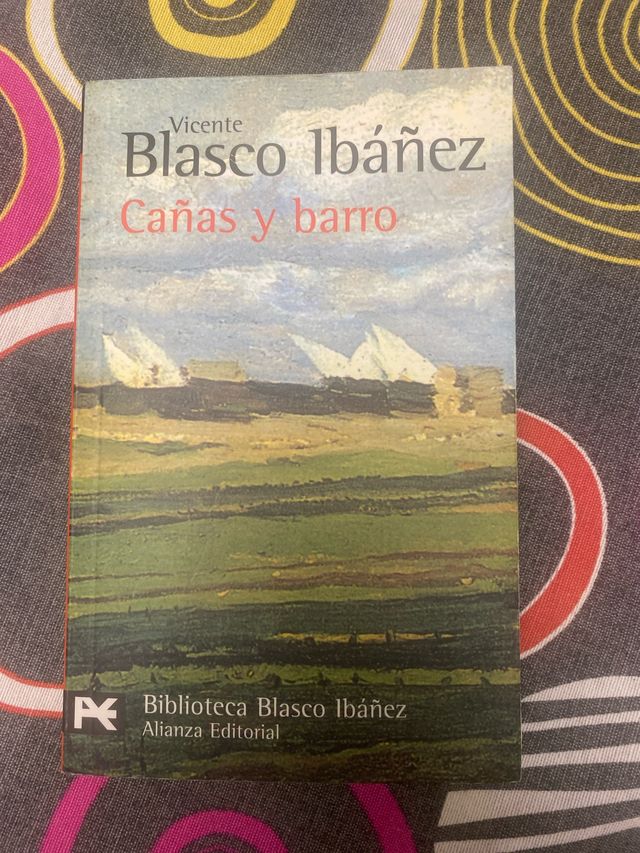 Vicente
Blasco Ibáñez
Cañas y barro
Biblioteca Blasco Ibáñez
Alianza Editorial